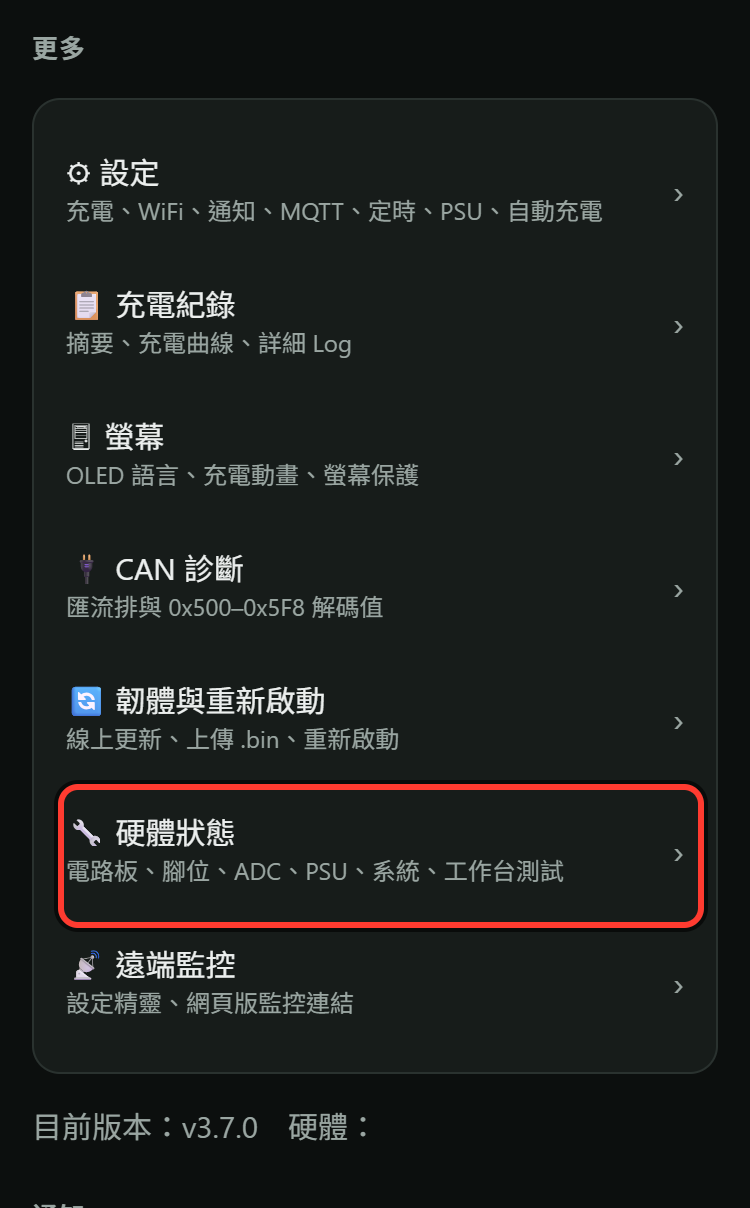 更多
設定
充電、WiFi、通知、MQTT、定時、PSU、自動充電
充電紀錄
摘要、充電曲線、詳細 Log
螢幕
OLED 語言、充電動畫、螢幕保護
CAN 診斷
匯流排與 0x500–0x5F8 解碼值
韌體與重新啟動
線上更新、上傳 .bin、重新啟動
硬體狀態
電路板、腳位、ADC、PSU、系統、工作台測試
遠端監控
設定精靈、網頁版監控連結
目前版本：v3.7.0　硬體：